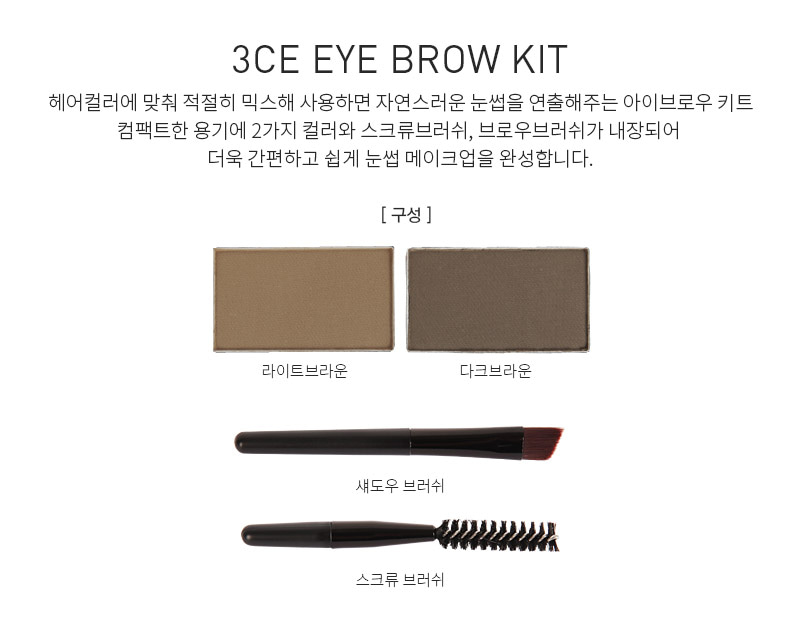 3CE EYE BROW KIT
헤어컬러에 맞춰 적절히 믹스해 사용하면 자연스러운 눈썹을 연출해주는 아이브로우 키트
컴팩트한 용기에 2가지 컬러와 스크류브러쉬, 브로우브러쉬가 내장되어
더욱 간편하고 쉽게 눈썹 메이크업을 완성합니다.
[ 구성 ]
라이트브라운
다크브라운
섀도우 브러쉬
스크류 브러쉬